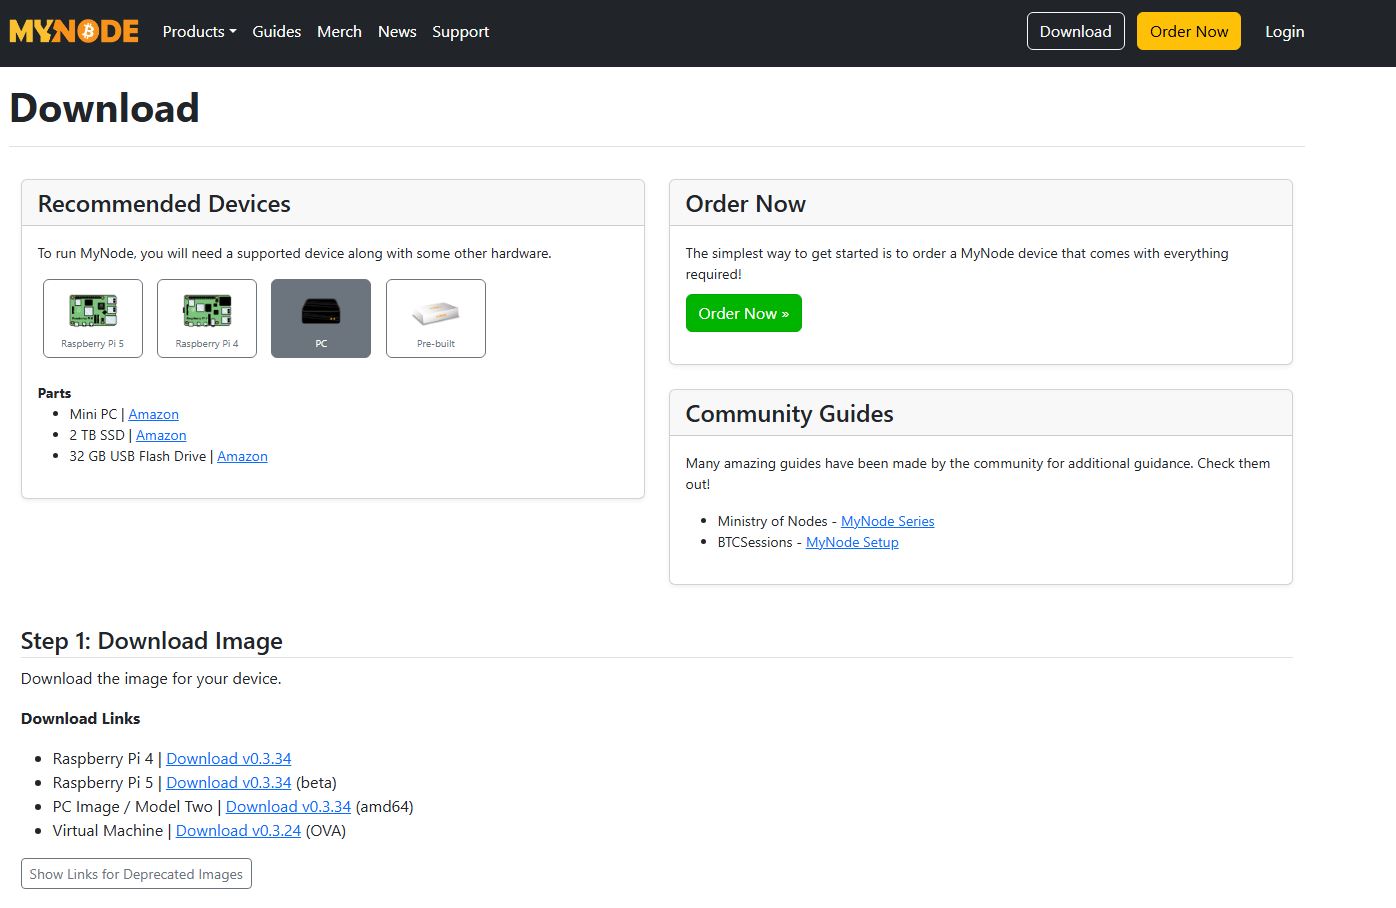 MYNODE
Products Guides Merch News Support
Download Order Now Login
Download
Recommended Devices
To run MyNode, you will need a supported device along with some other hardware.
Raspberry Pi 5 Raspberry Pi 4 PC Pre-built
Parts
Mini PC | Amazon
2 TB SSD | Amazon
32 GB USB Flash Drive | Amazon
Order Now
The simplest way to get started is to order a MyNode device that comes with everything
required!
Order Now »
Community Guides
Many amazing guides have been made by the community for additional guidance. Check them
out!
Ministry of Nodes - MyNode Series
BTCSessions - MyNode Setup
Step 1: Download Image
Download the image for your device.
Download Links
Raspberry Pi 4 | Download v0.3.34
Raspberry Pi 5 | Download v0.3.34 (beta)
PC Image / Model Two | Download v0.3.34 (amd64)
Virtual Machine | Download v0.3.24 (OVA)
Show Links for Deprecated Images